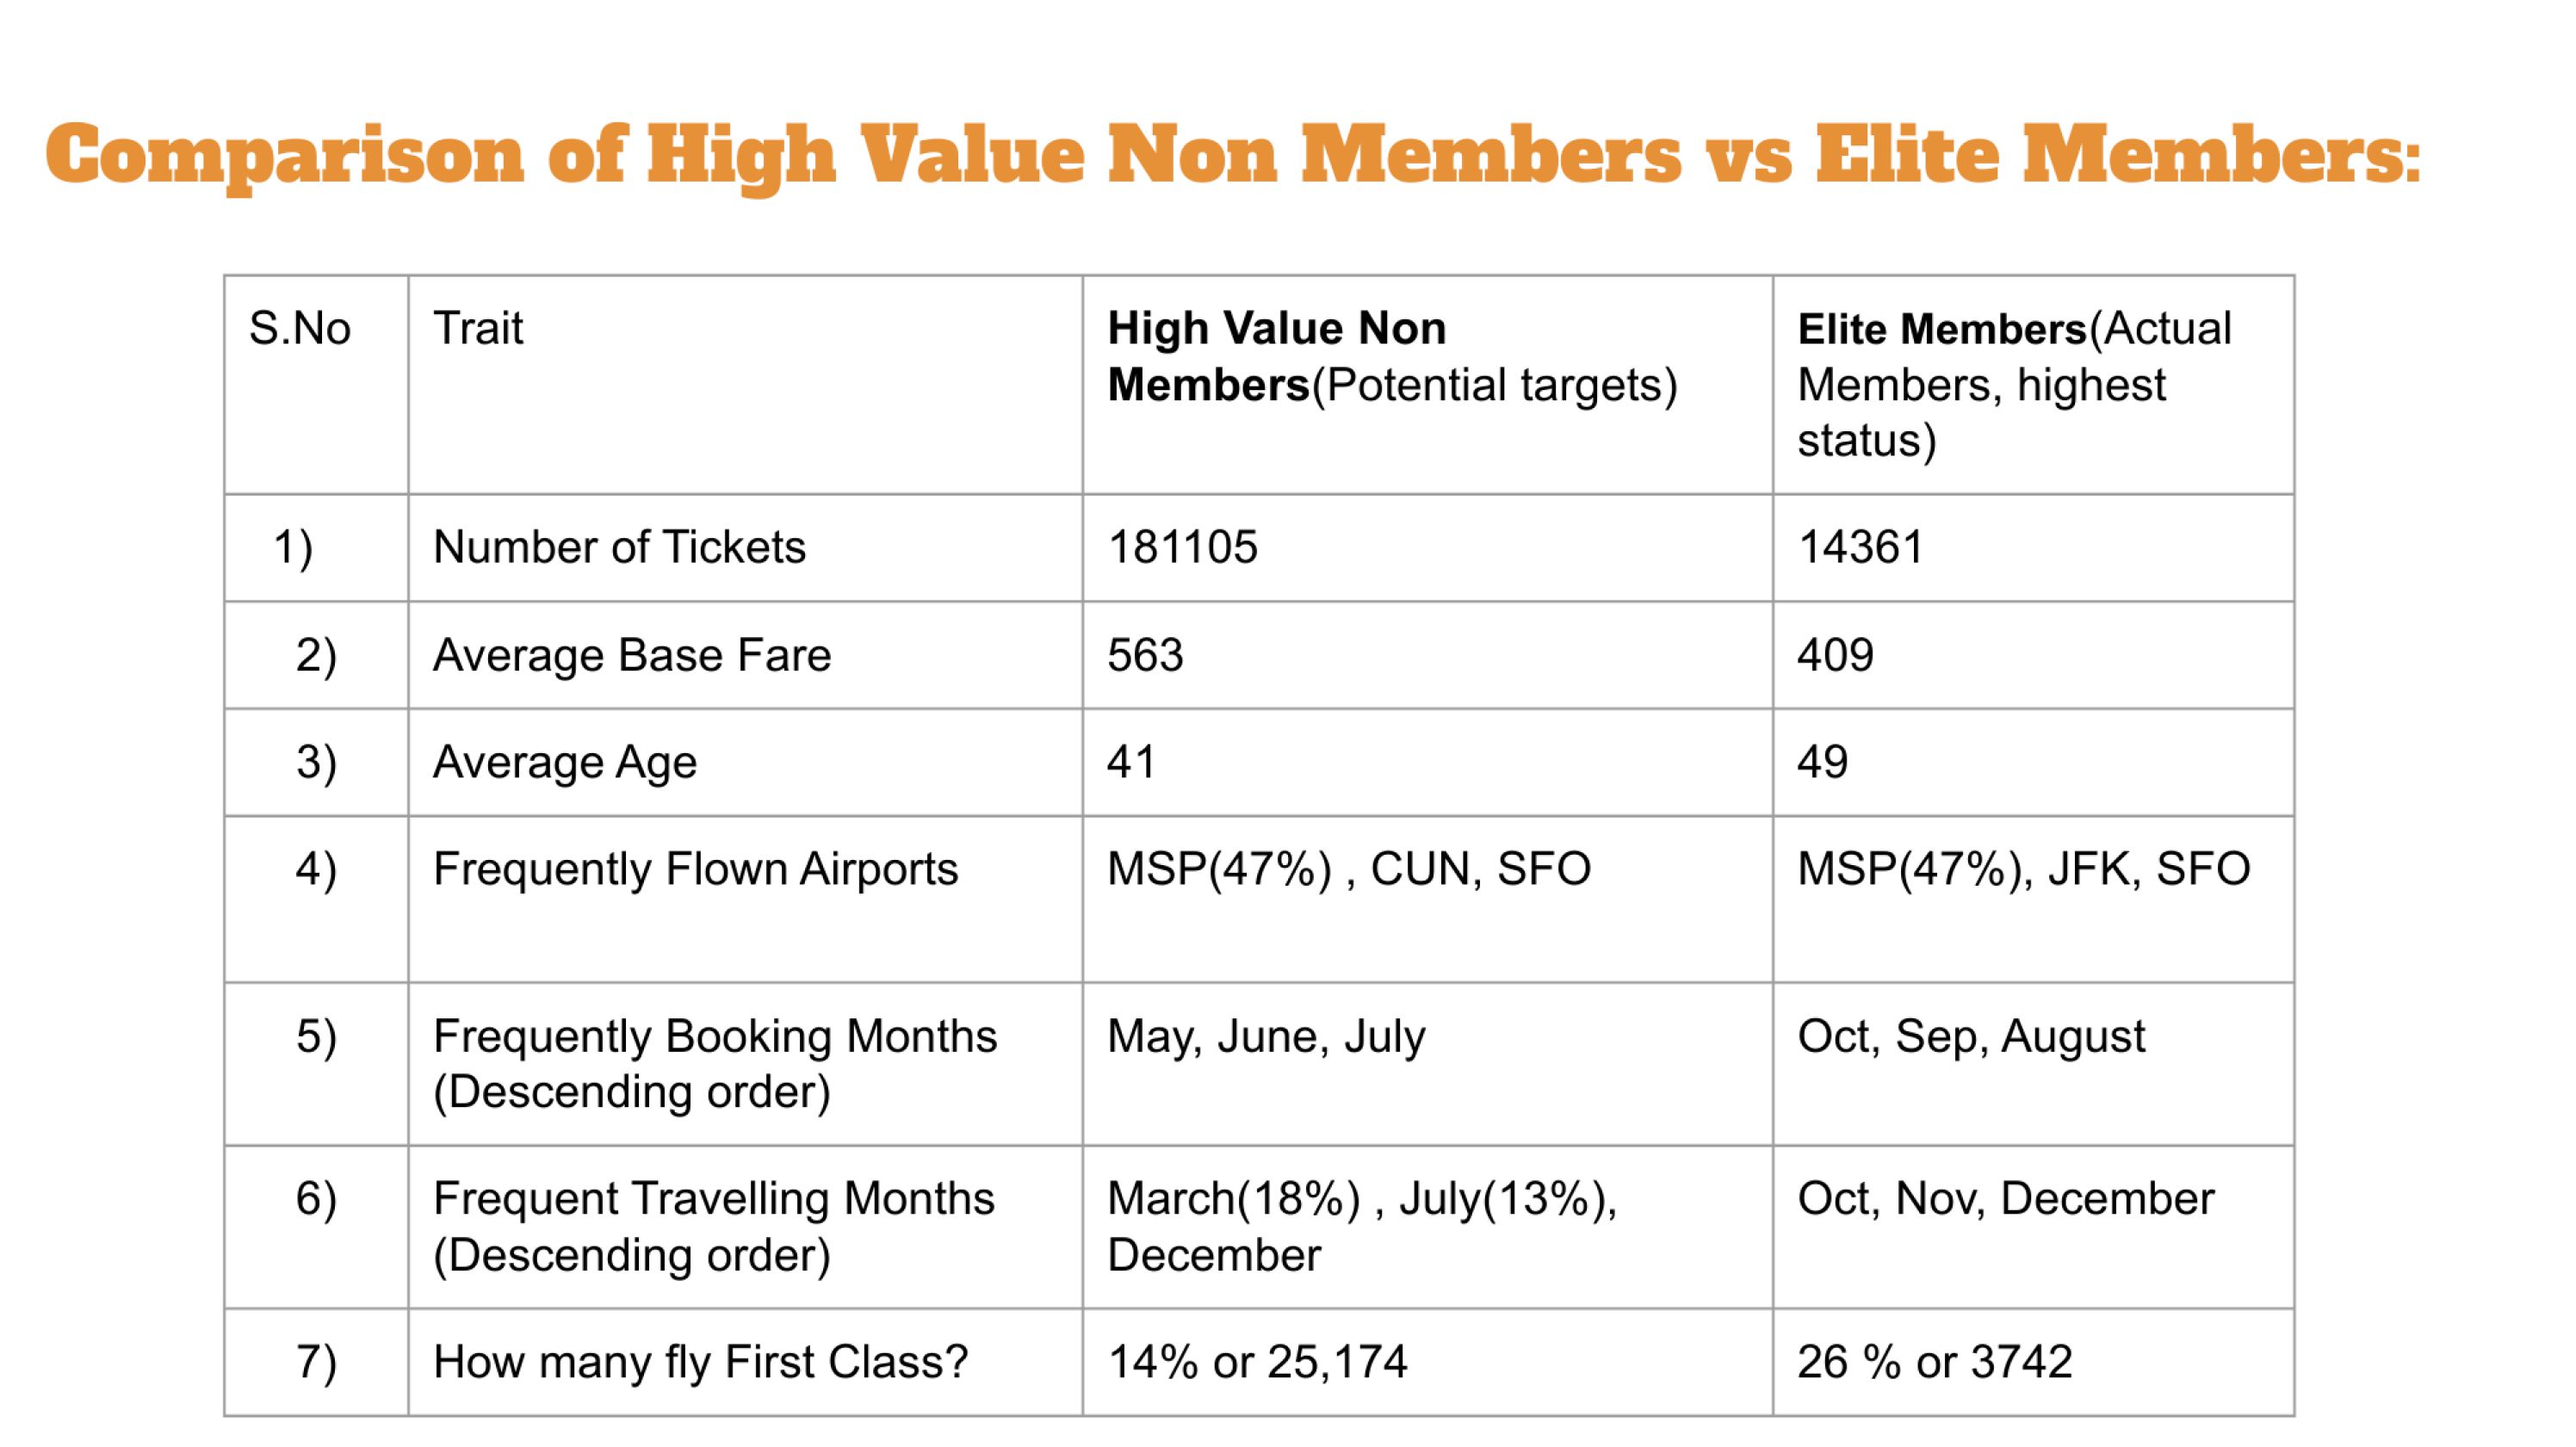 Comparison of High Value Non Members vs Elite Members:
S.No
Trait
High Value Non
Members(Potential targets)
Elite Members(Actual
Members, highest
status)
1)
Number of Tickets
181105
14361
2)
Average Base Fare
563
409
3)
Average Age
41
49
4)
Frequently Flown Airports
MSP(47%) , CUN, SFO
MSP(47%), JFK, SFO
5)
Frequently Booking Months
(Descending order)
May, June, July
Oct, Sep, August
6)
Frequent Travelling Months
(Descending order)
March(18%) , July(13%),
December
Oct, Nov, December
7)
How many fly First Class?
14% or 25,174
26 % or 3742